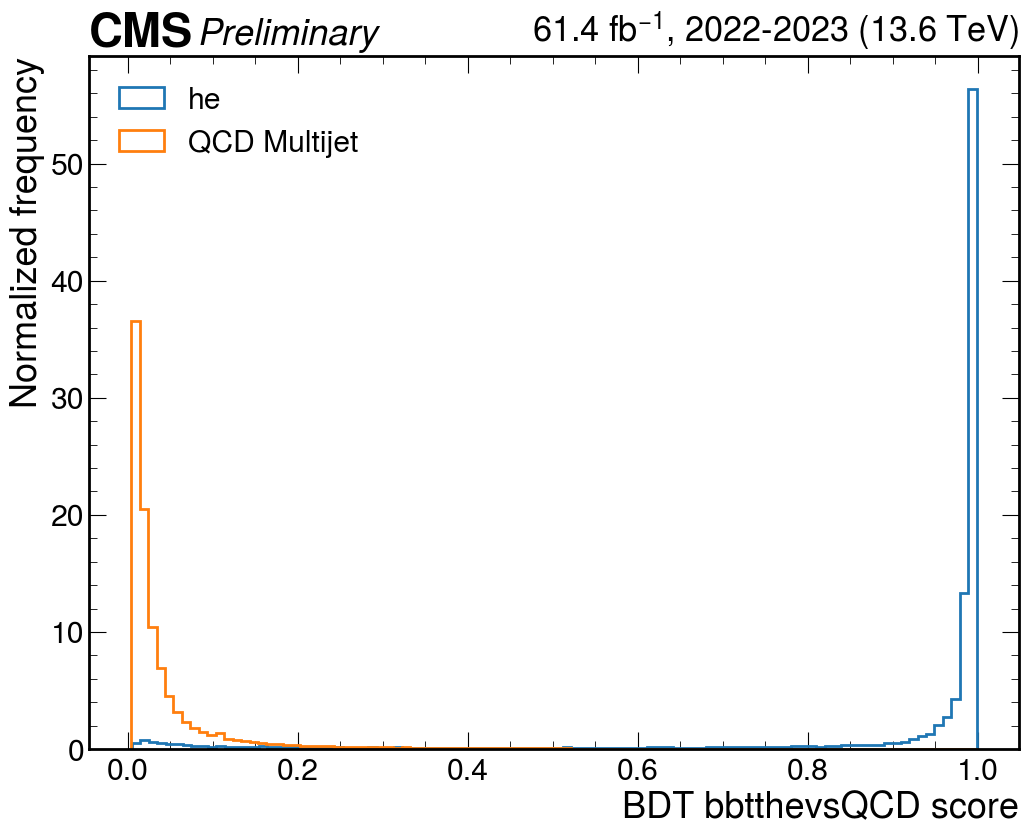 CMS Preliminary 61.4 fb⁻¹, 2022-2023 (13.6 TeV)
he
QCD Multijet
Normalized frequency
50
40
30
20
10
0
0.0 0.2 0.4 0.6 0.8 1.0
BDT bbtthevsQCD score